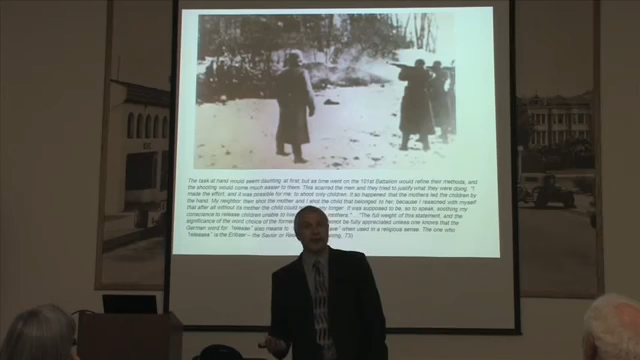 The task at hand would seem daunting at first, but as time went on the 101st Battalion would refine their methods, and
the shooting would come much easier to them. This scarred the men and they tried to justify what they were doing. "I
made the effort, and it was possible for me, to shoot only children. It so happened that the mothers led the children by
the hand. My neighbor then shot the mother and I shot the child that belonged to her, because I reasoned with myself
that after all without its mother the child could not any longer. It was supposed to be, so to speak, soothing my
conscience to release children unable to mothers." ... "The full weight of this statement, and the
significance of the word choice of the former cannot be fully appreciated unless one knows that the
German word for "release" also means to when used in a religious sense. The one who
"releases" is the Erlöser – the Savior or 73)